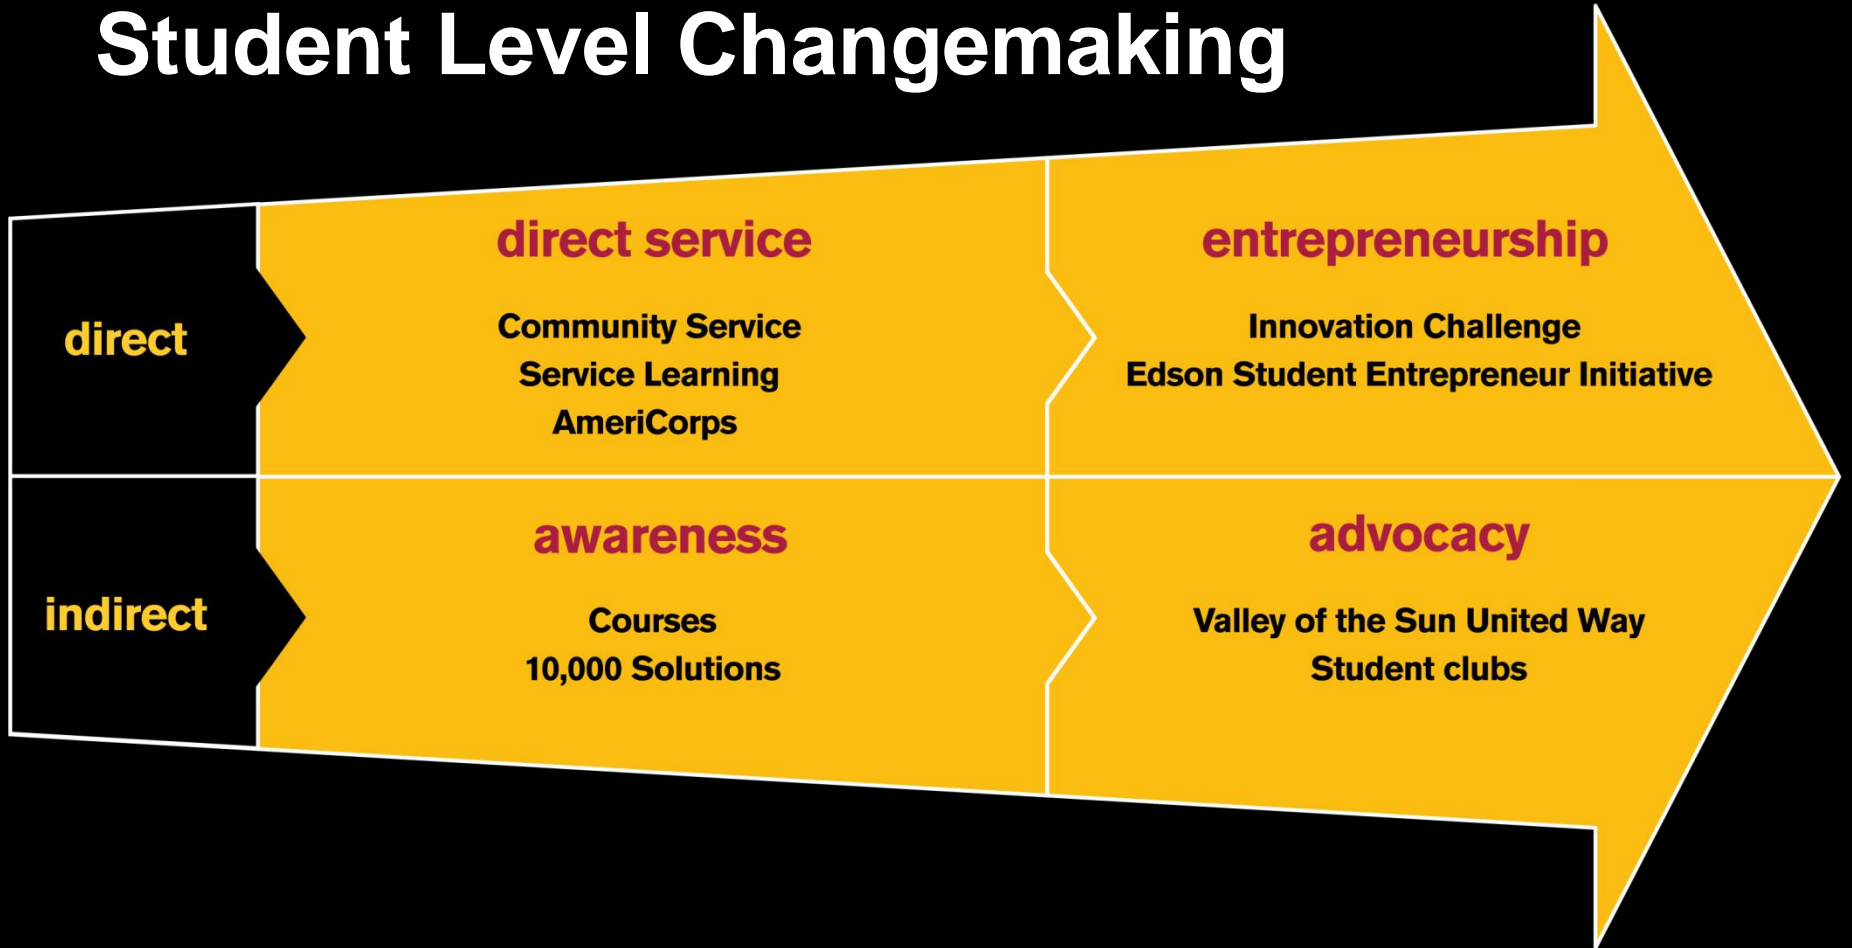 Student Level Changemaking
direct
direct service
Community Service
Service Learning
AmeriCorps
entrepreneurship
Innovation Challenge
Edson Student Entrepreneur Initiative
indirect
awareness
Courses
10,000 Solutions
advocacy
Valley of the Sun United Way
Student clubs